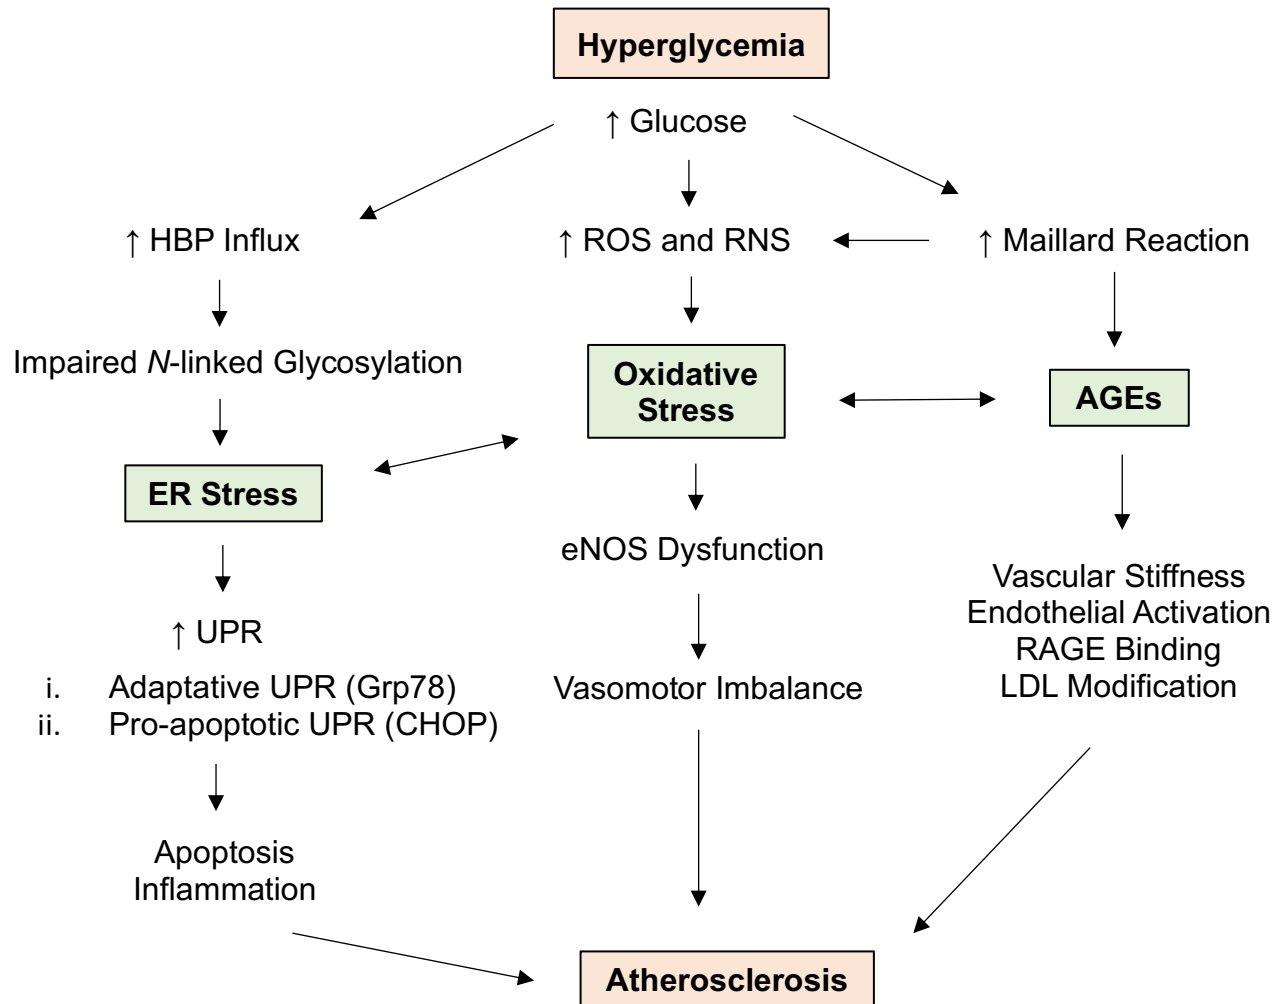 Hyperglycemia
↑ Glucose
↑ HBP Influx
↑ ROS and RNS
↑ Maillard Reaction
Impaired N-linked Glycosylation
Oxidative
Stress
AGEs
ER Stress
eNOS Dysfunction
Vascular Stiffness
Endothelial Activation
RAGE Binding
LDL Modification
↑ UPR
i. Adaptative UPR (Grp78)
ii. Pro-apoptotic UPR (CHOP)
Vasomotor Imbalance
Apoptosis
Inflammation
Atherosclerosis